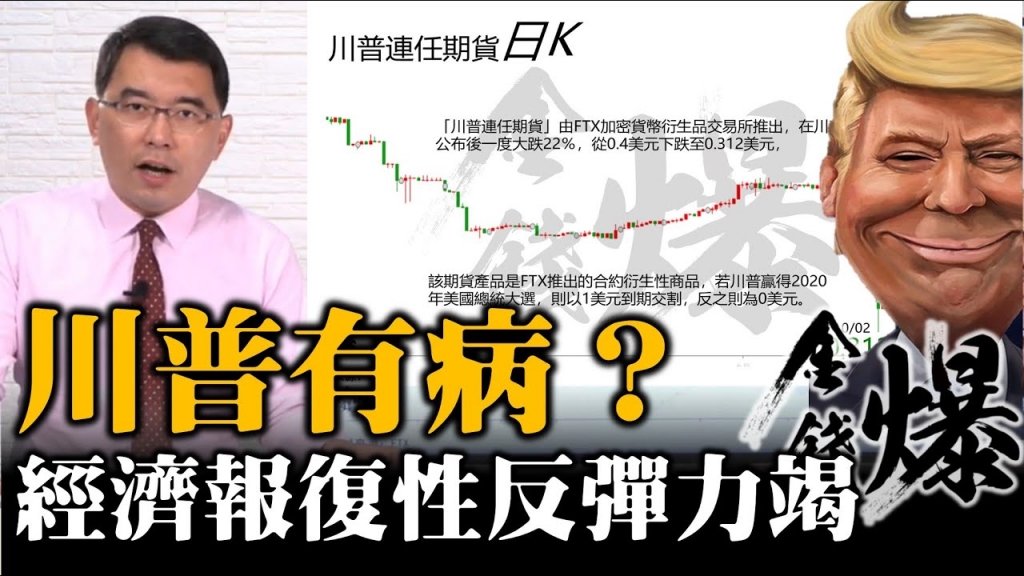 川普連任期貨日K
「川普連任期貨」由FTX加密貨幣衍生品交易所推出，在川
公布後一度大跌22%，從0.4美元下跌至0.312美元，
該期貨產品是FTX推出的合約衍生性商品，若川普贏得2020
年美國總統大選，則以1美元到期交割，反之則為0美元。
金錢爆
0/02
川普有病？
金錢爆
經濟報復性反彈力竭